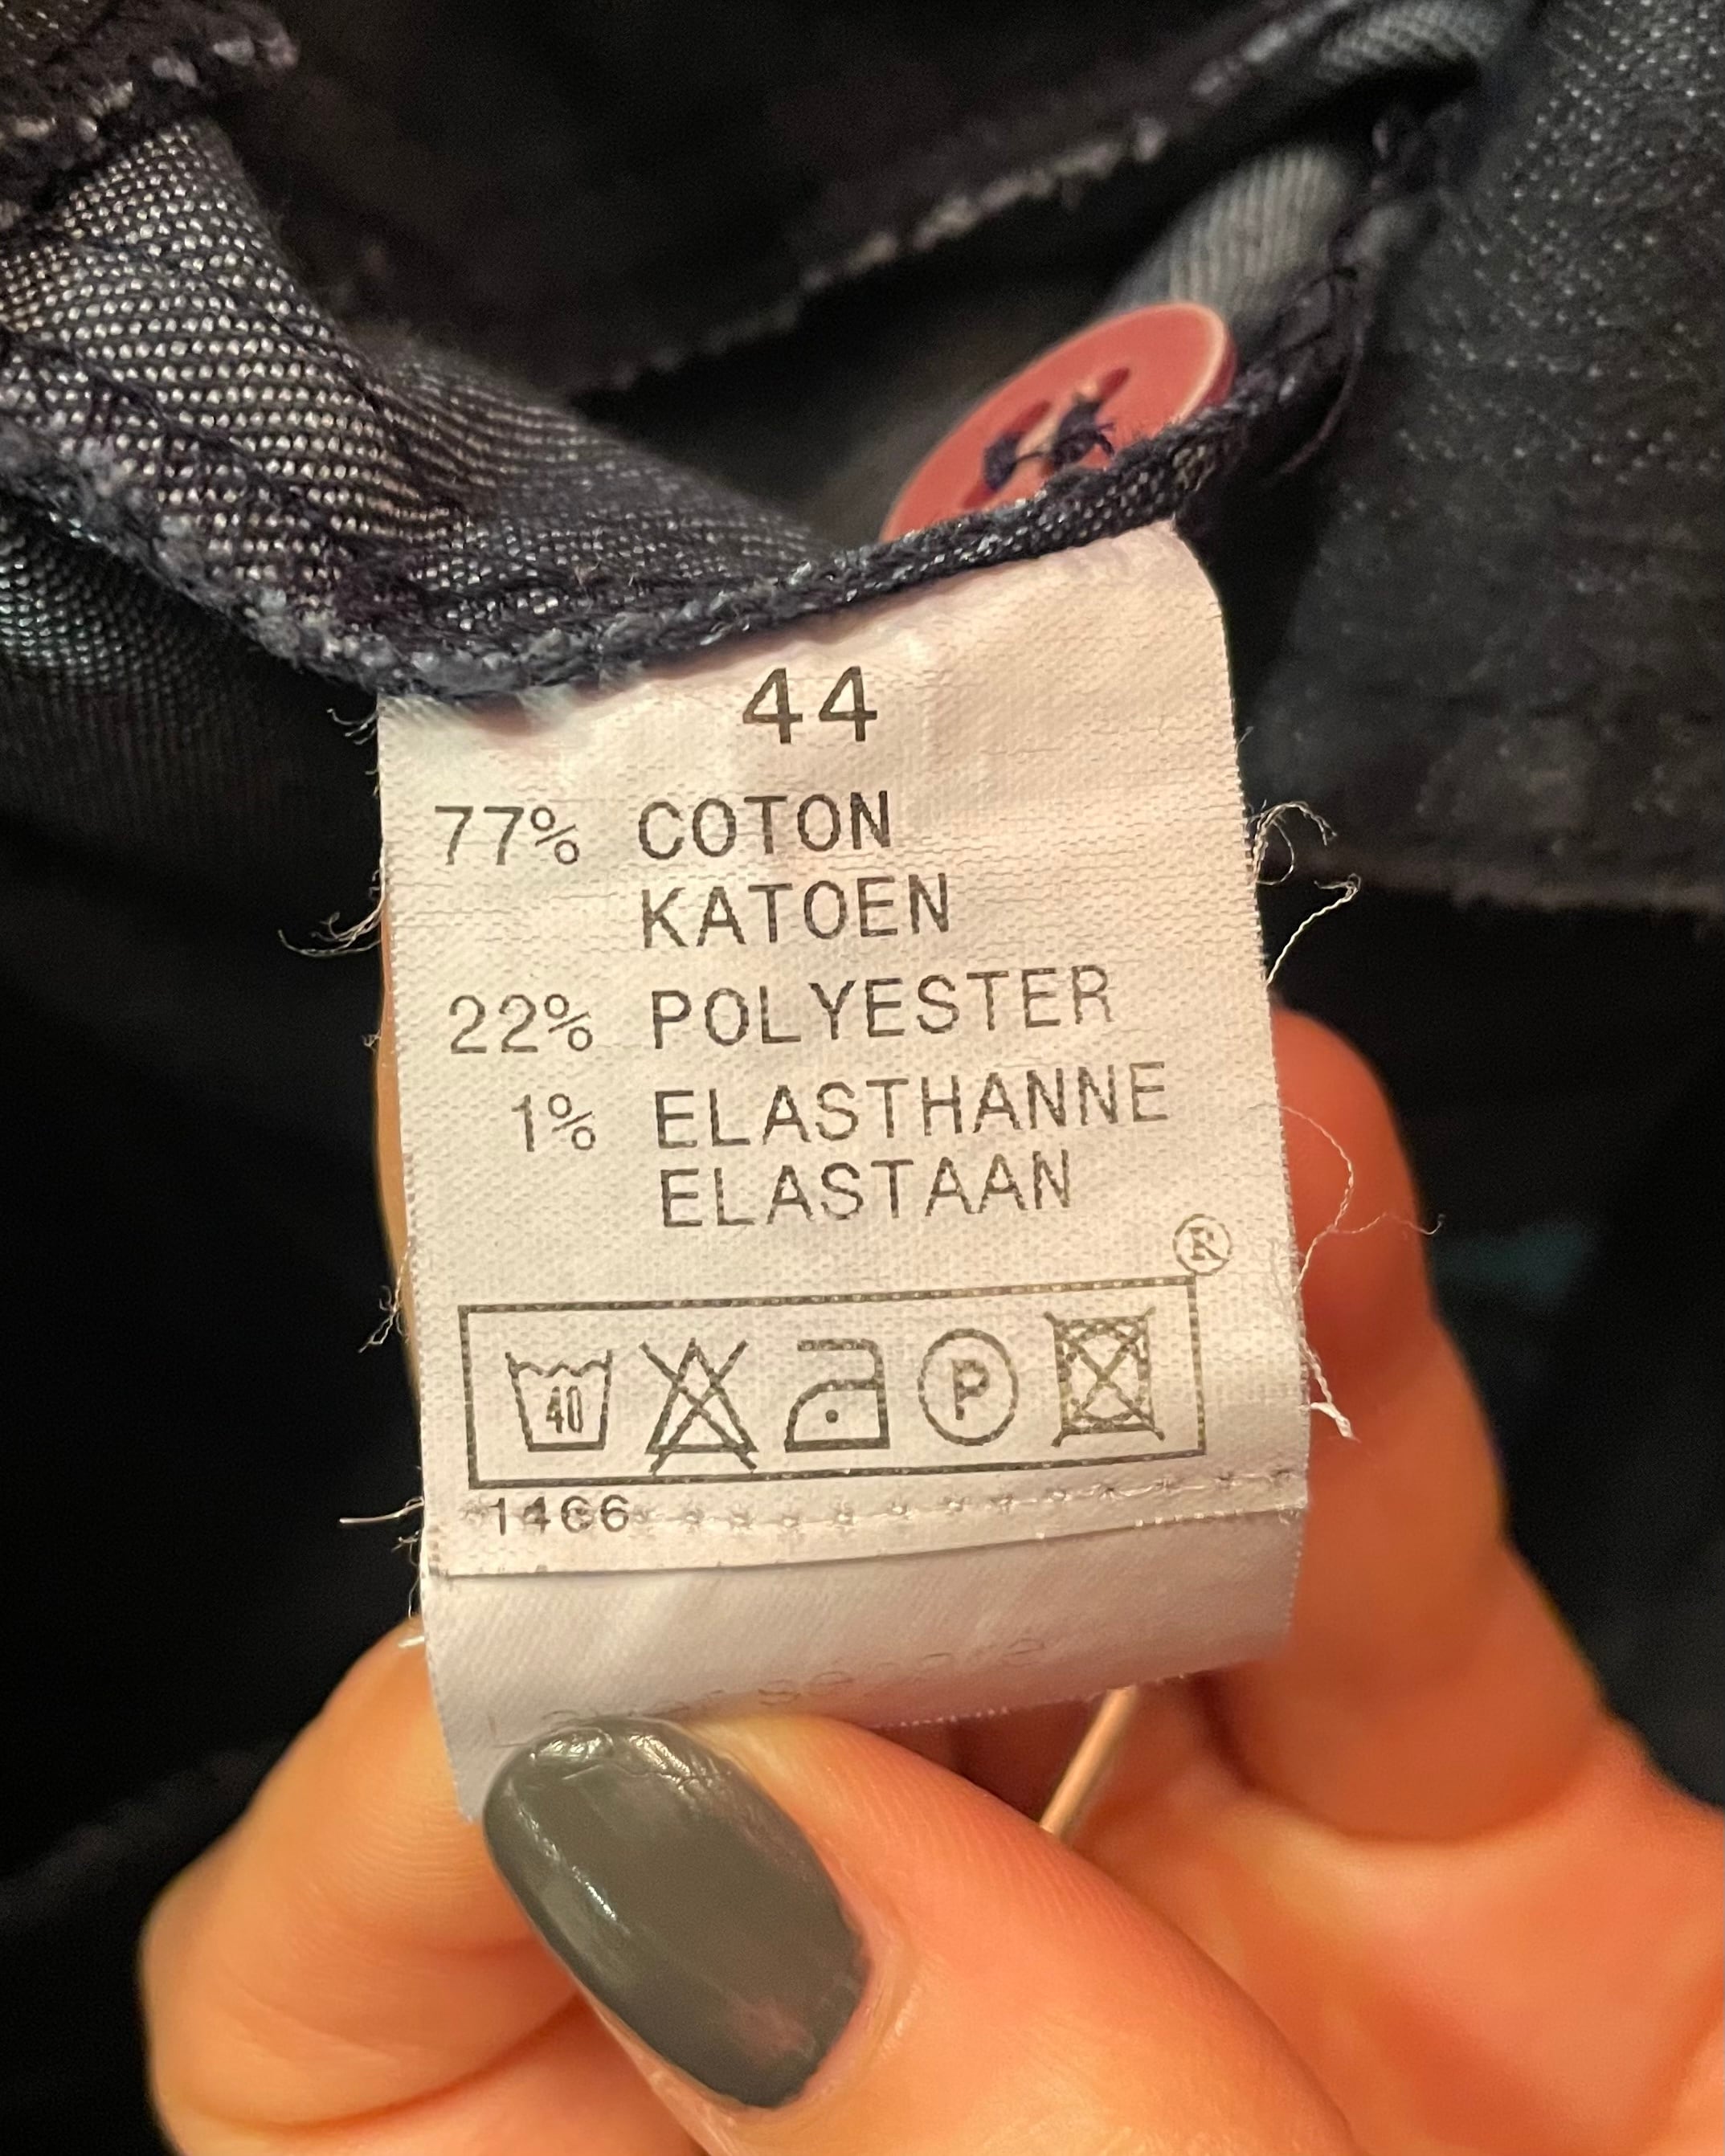 44
77% COTON
KATOEN
22% POLYESTER
1% ELASTHANNE
ELASTAAN
®
40 P
1466